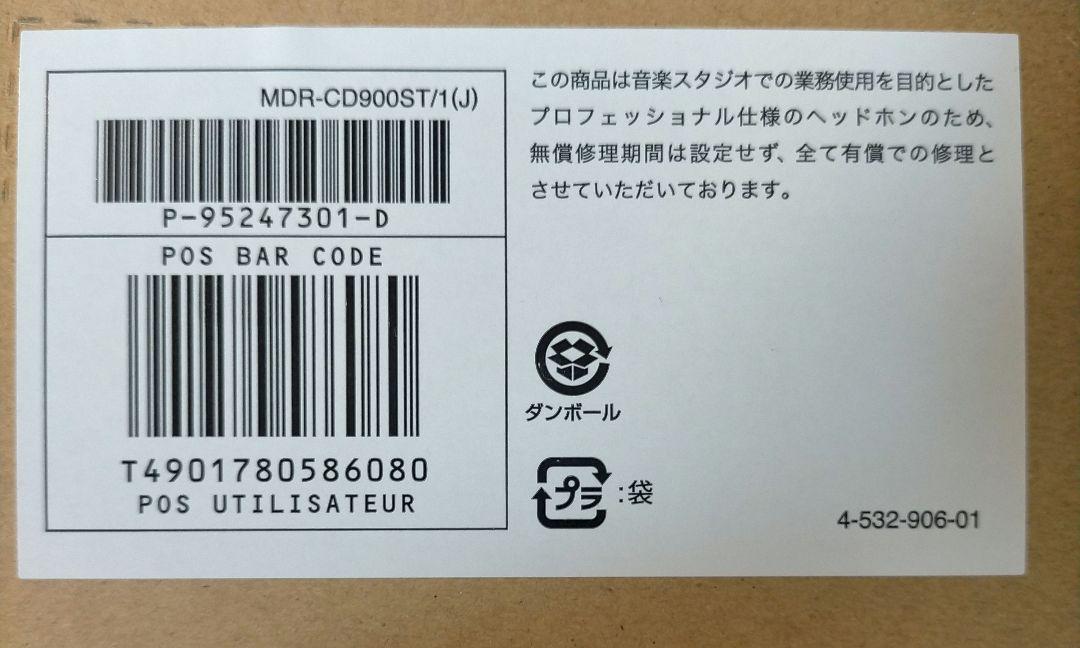 MDR-CD900ST/1(J)
P-95247301-D
POS BAR CODE
T4901780586080
POS UTILISATEUR
この商品は音楽スタジオでの業務使用を目的とした
プロフェッショナル仕様のヘッドホンのため、
無償修理期間は設定せず、全て有償での修理と
させていただいております。
ダンボール
プラ:袋
4-532-906-01